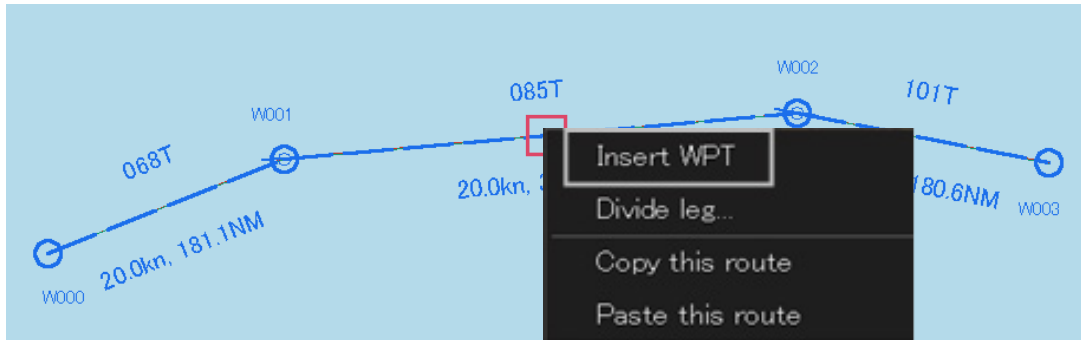 W002
085T
101T
W001
068T
Insert WPT
20.0kn,
180.6NM
W003
Divide leg...
20.0kn, 181.1NM
Copy this route
W000
Paste this route